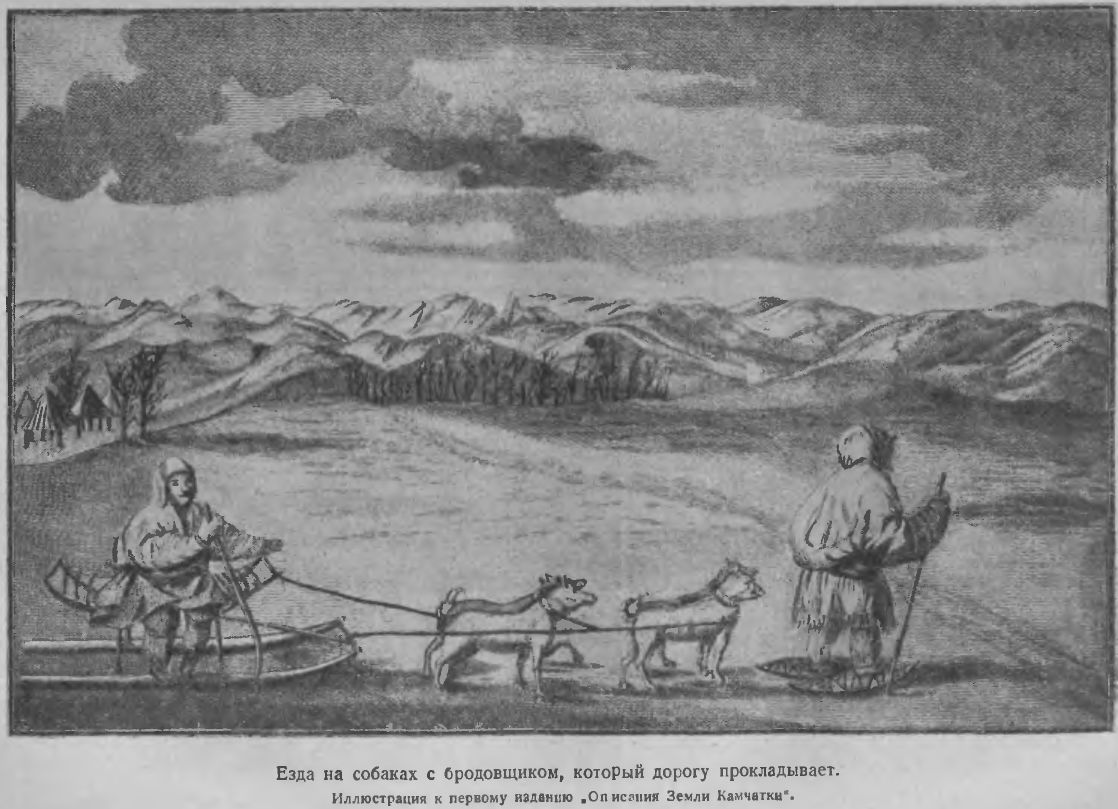 Езда на собаках с бродовщиком, который дорогу прокладывает.
Иллюстрация к первому изданию „Описания Земли Камчатки“.